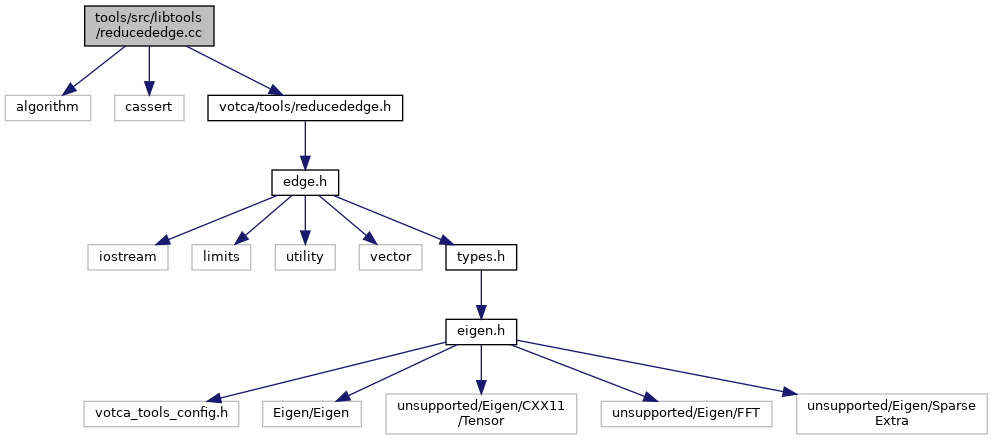 tools/src/libtools
/reducededge.cc
algorithm
cassert
votca/tools/reducededge.h
edge.h
iostream
limits
utility
vector
types.h
eigen.h
votca_tools_config.h
Eigen/Eigen
unsupported/Eigen/CXX11
/Tensor
unsupported/Eigen/FFT
unsupported/Eigen/Sparse
Extra